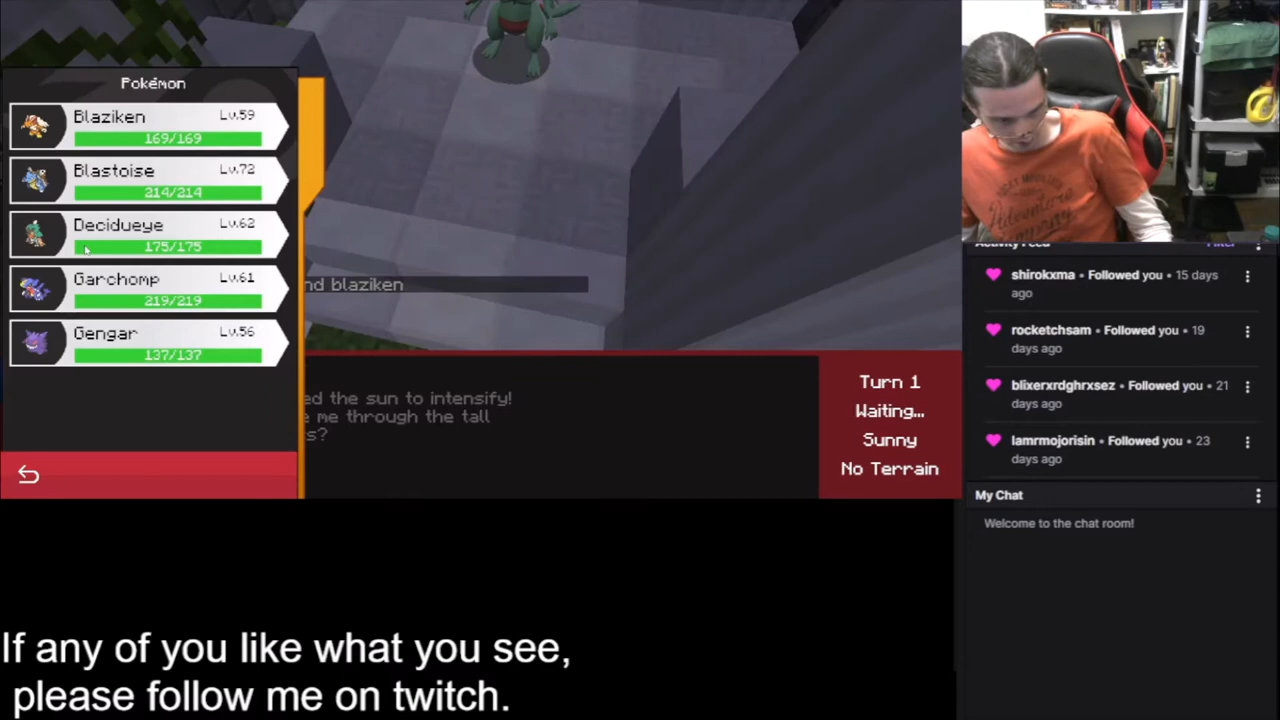 Pokémon
Blaziken Lv.59
169/169
Blastoise Lv.72
214/214
Decidueye Lv.62
175/175
Garchomp Lv.61
219/219
Gengar Lv.56
137/137
nd blaziken
ed the sun to intensify!
e me through the tall
s?
Turn 1
Waiting...
Sunny
No Terrain
Activity Feed
Filter
shirokxma • Followed you • 15 days
ago
rocketchsam • Followed you • 19
days ago
blixerxrdghrxsez • Followed you • 21
days ago
lamrmojorisin • Followed you • 23
days ago
My Chat
Welcome to the chat room!
If any of you like what you see,
please follow me on twitch.